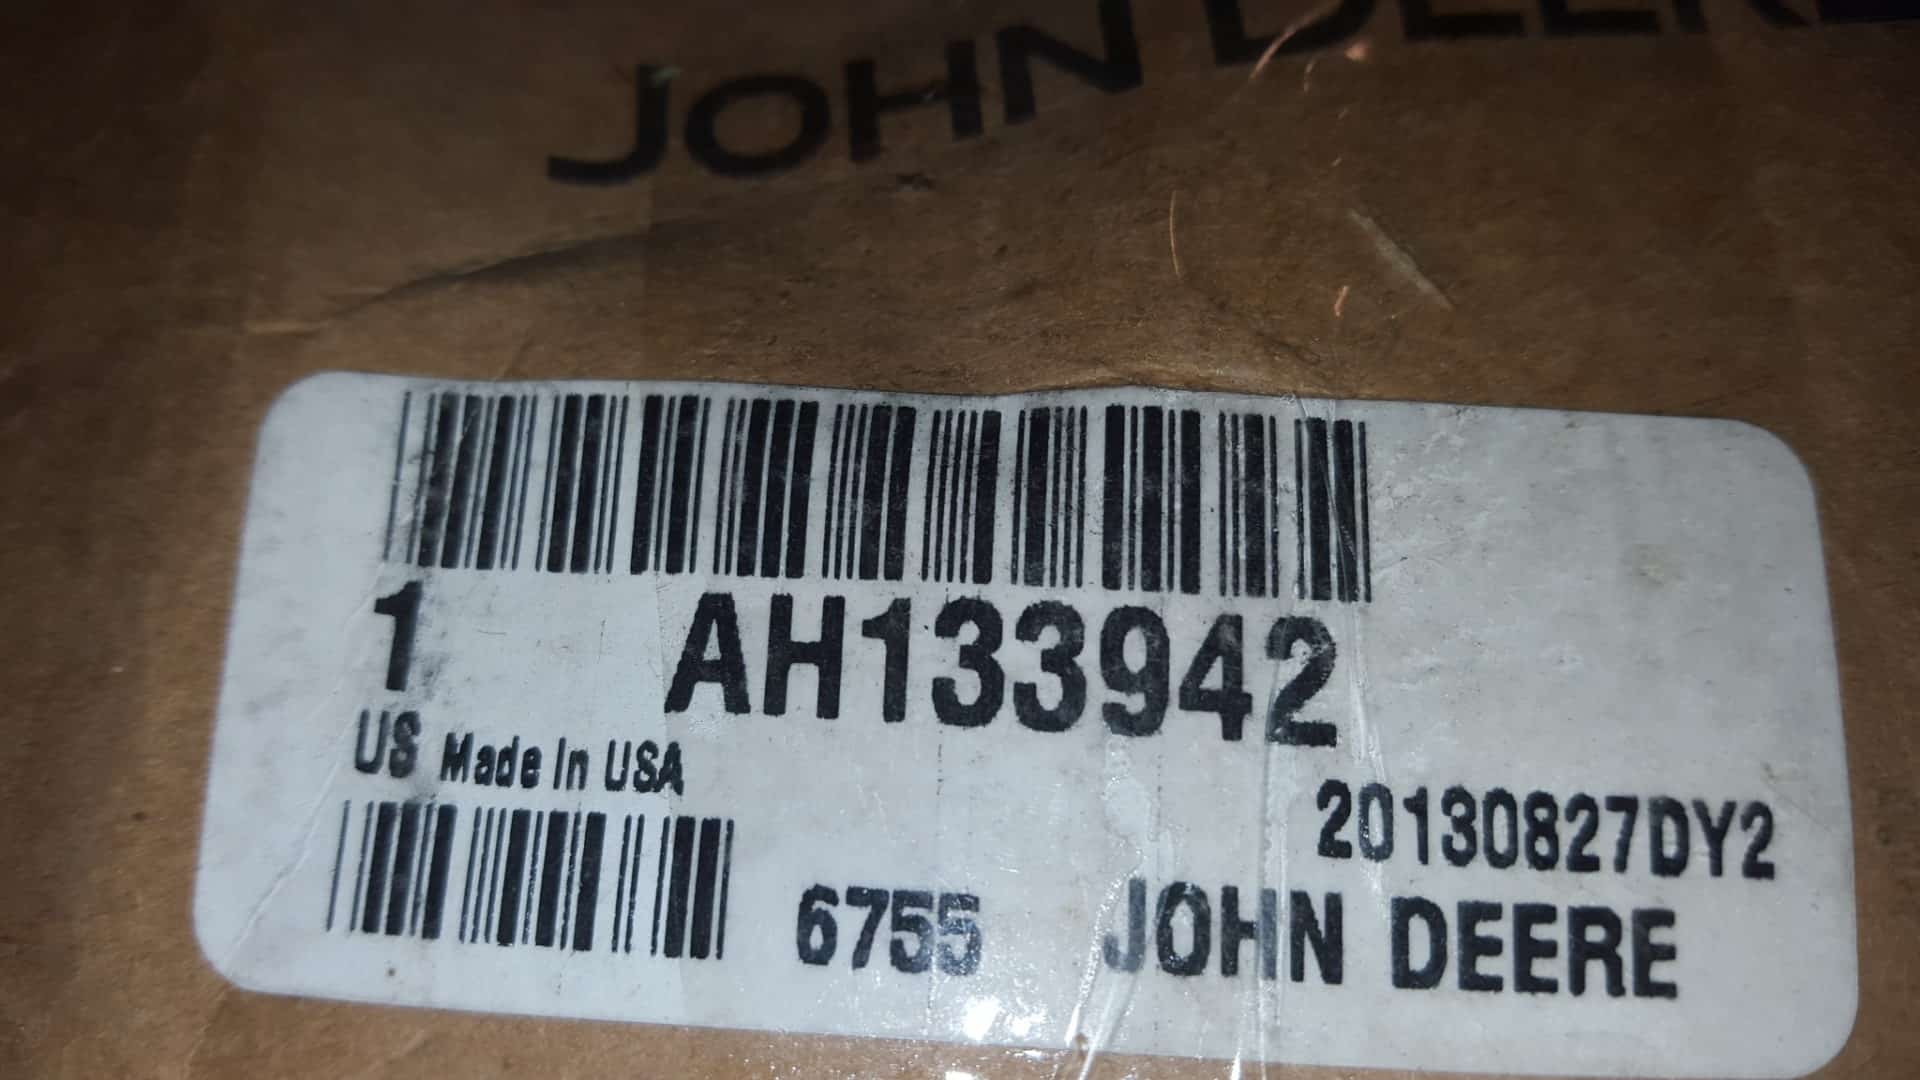 JOHN DEERE
1 AH133942
US Made In USA
20130827DY2
6755 JOHN DEERE